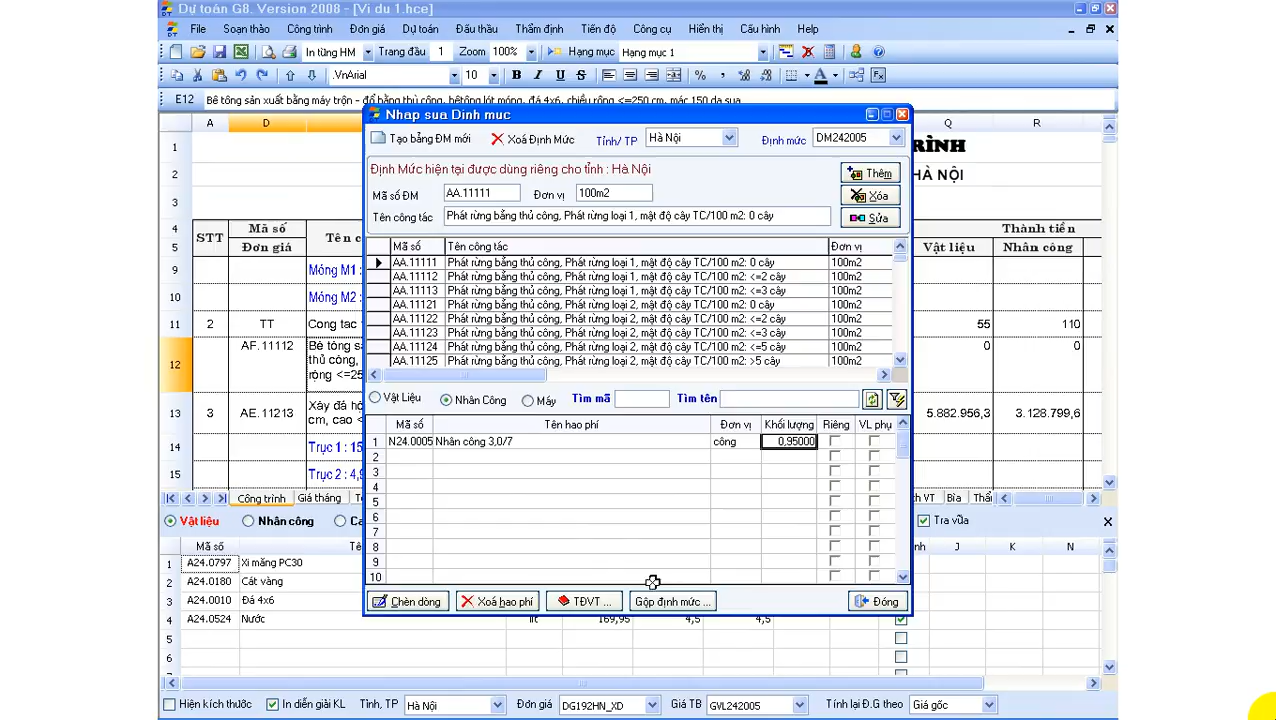 Dự toán G8. Version 2008 - [Vi du 1.hce]
File Soạn thảo Công trình Đơn giá Dự toán Đấu thầu Thẩm định Tiến độ Công cụ Hiển thị Cấu hình Help
In từng HM Trang đầu 1 Zoom 100% Hạng mục Hạng mục 1
.VnArial 10 B I U S
E12 Bê tông sản xuất bằng máy trộn - đổ bằng thủ công, bêtông lót móng, đá 4x6, chiều rộng <=250 cm, mác 150
A D Q R
1 RÌNH
2 HÀ NỘI
3
4 STT Mã số Tên c Thành tiền
5 Đơn giá Vật liệu Nhân công
9 Móng M1 :
10 Móng M2 :
11 2 TT Cong tac 55 110
12 AF.11112 Bê tông s 0 0
thủ công,
rộng <=25
13 3 AE.11213 Xây đá hộ 5.882.956,3 3.128.799,6
cm, cao <
14 Trục 1 : 15
15 Trục 2 : 4,
Công trình Giá tháng VT Bìa Thẩ
Vật liệu Nhân công Ca Tra vữa
Mã số Tê nh J K N
1 A24.0797 Xi măng PC30
2 A24.0180 Cát vàng
3 A24.0010 Đá 4x6
4 A24.0524 Nước lít 169,95 4,5 4,5
5
6
Hiện kích thước In diễn giải KL Tỉnh, TP Hà Nội Đơn giá DG192HN_XD Giá TB GVL242005 Tính lại Đ.G theo Giá gốc
Nhap sua Dinh muc
Tạo bảng ĐM mới Xoá Định Mức Tỉnh/ TP Hà Nội Định mức DM242005
Định Mức hiện tại được dùng riêng cho tỉnh : Hà Nội Thêm
Mã số ĐM AA.11111 Đơn vị 100m2 Xóa
Tên công tác Phát rừng bằng thủ công, Phát rừng loại 1, mật độ cây TC/100 m2: 0 cây Sửa
Mã số Tên công tác Đơn vị
AA.11111 Phát rừng bằng thủ công, Phát rừng loại 1, mật độ cây TC/100 m2: 0 cây 100m2
AA.11112 Phát rừng bằng thủ công, Phát rừng loại 1, mật độ cây TC/100 m2: <=2 cây 100m2
AA.11113 Phát rừng bằng thủ công, Phát rừng loại 1, mật độ cây TC/100 m2: <=3 cây 100m2
AA.11121 Phát rừng bằng thủ công, Phát rừng loại 2, mật độ cây TC/100 m2: 0 cây 100m2
AA.11122 Phát rừng bằng thủ công, Phát rừng loại 2, mật độ cây TC/100 m2: <=2 cây 100m2
AA.11123 Phát rừng bằng thủ công, Phát rừng loại 2, mật độ cây TC/100 m2: <=3 cây 100m2
AA.11124 Phát rừng bằng thủ công, Phát rừng loại 2, mật độ cây TC/100 m2: <=5 cây 100m2
AA.11125 Phát rừng bằng thủ công, Phát rừng loại 2, mật độ cây TC/100 m2: >5 cây 100m2
Vật Liệu Nhân Công Máy Tìm mã Tìm tên
Mã số Tên hao phí Đơn vị Khối lượng Riêng VL phụ
1 N24.0005 Nhân công 3,0/7 công 0,95000
2
3
4
5
6
7
8
9
10
Chèn dòng Xoá hao phí TĐVT ... Gộp định mức ... Đóng